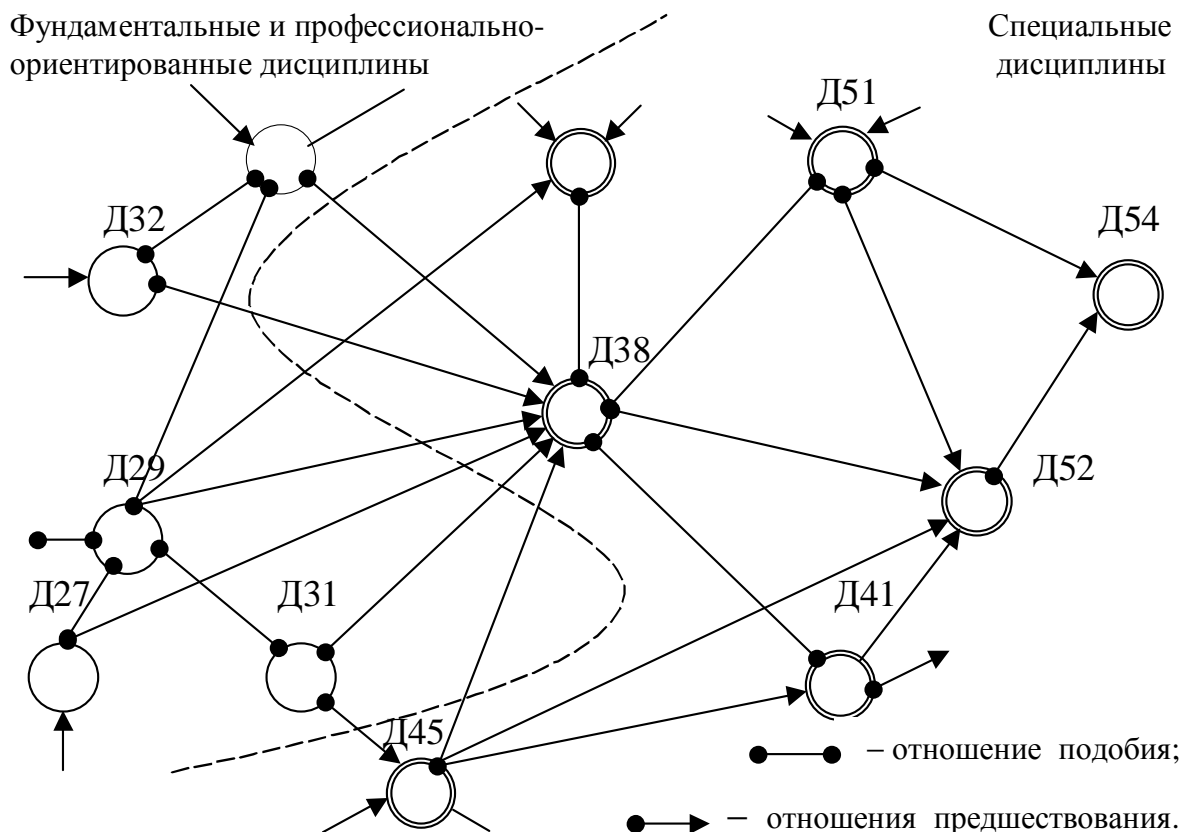 Фундаментальные и профессионально-
ориентированные дисциплины
Специальные
дисциплины
Д51
Д32
Д54
Д38
Д29
Д52
Д27
Д31
Д41
Д45
– отношение подобия;
– отношения предшествования.